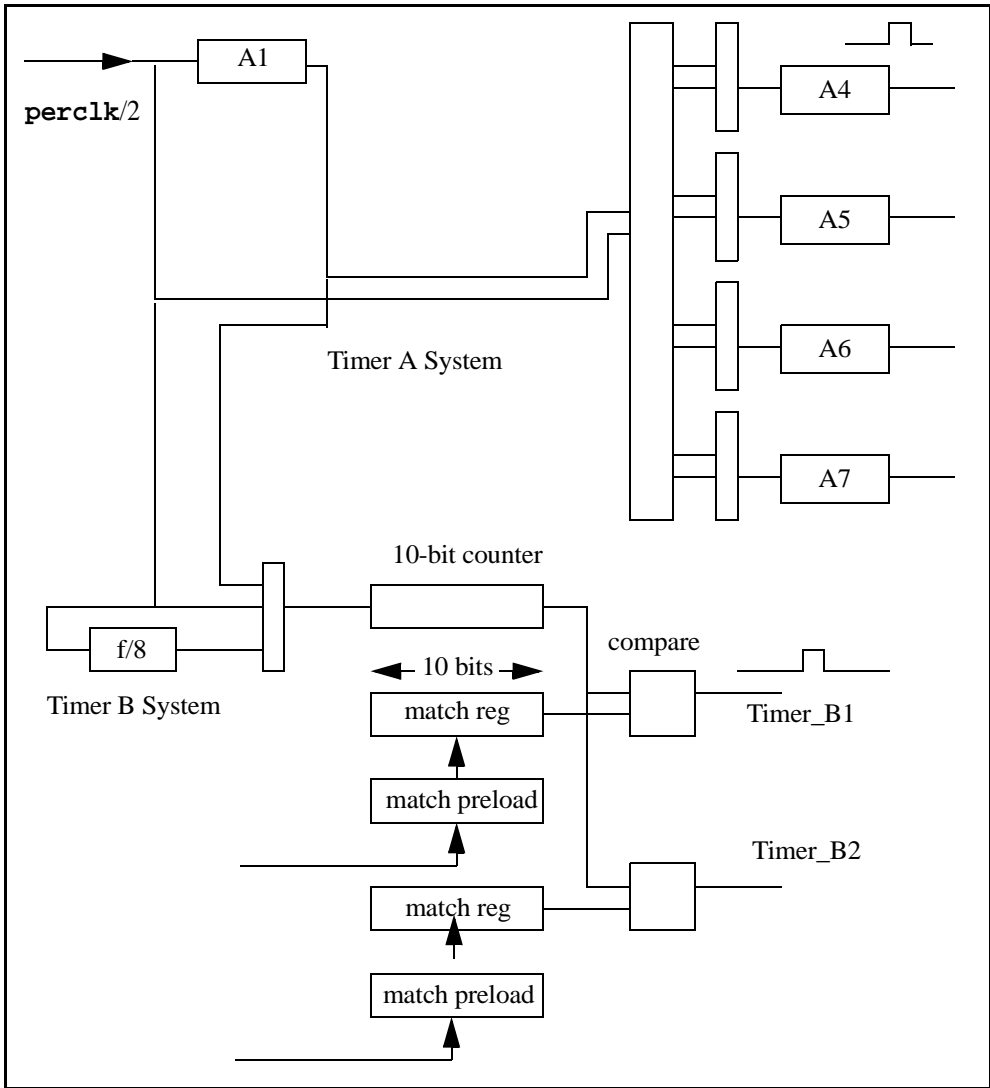 A1
perclk/2
A4
A5
A6
A7
Timer A System
10-bit counter
f/8
Timer B System
10 bits
compare
match reg
Timer_B1
match preload
Timer_B2
match reg
match preload